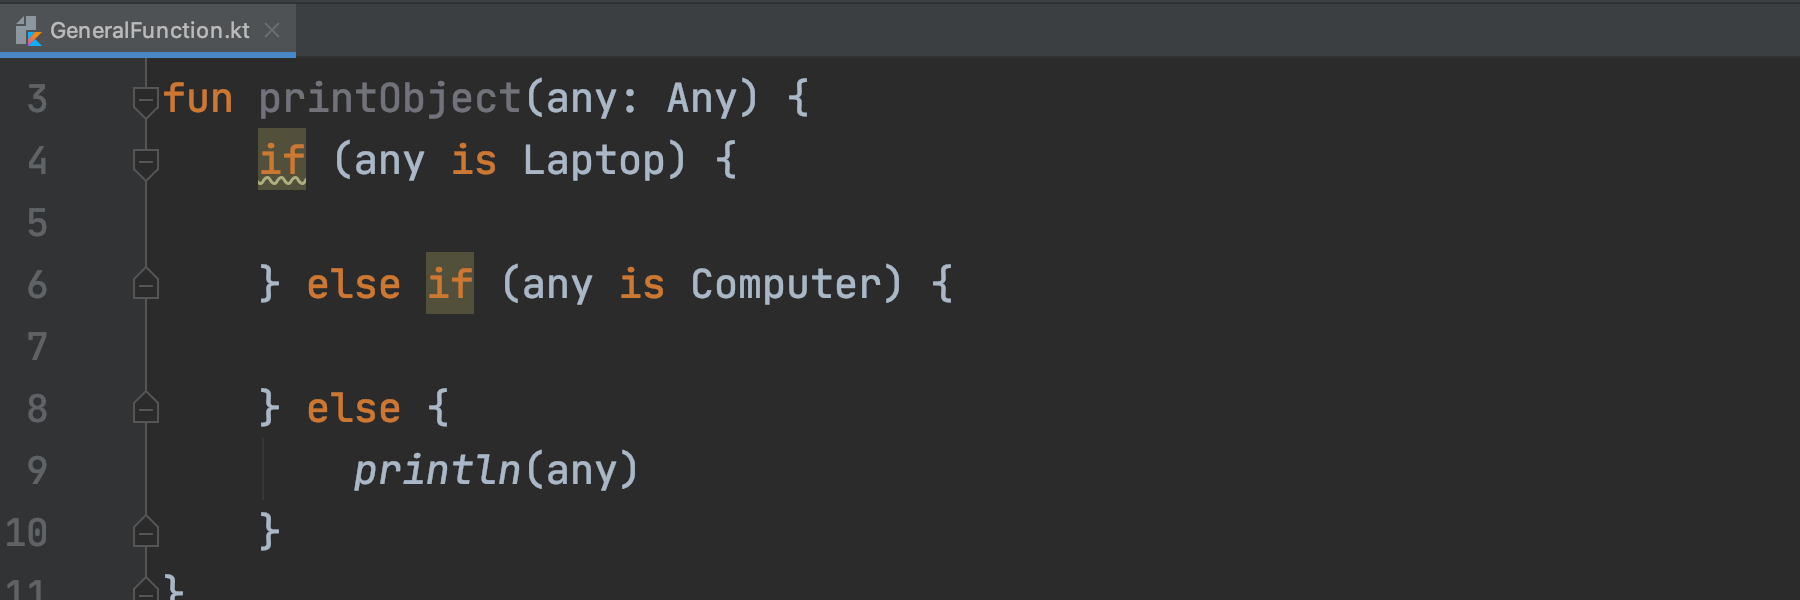 GeneralFunction.kt
3 fun printObject(any: Any) {
4 if (any is Laptop) {
5
6 } else if (any is Computer) {
7
8 } else {
9 println(any)
10 }
11 }